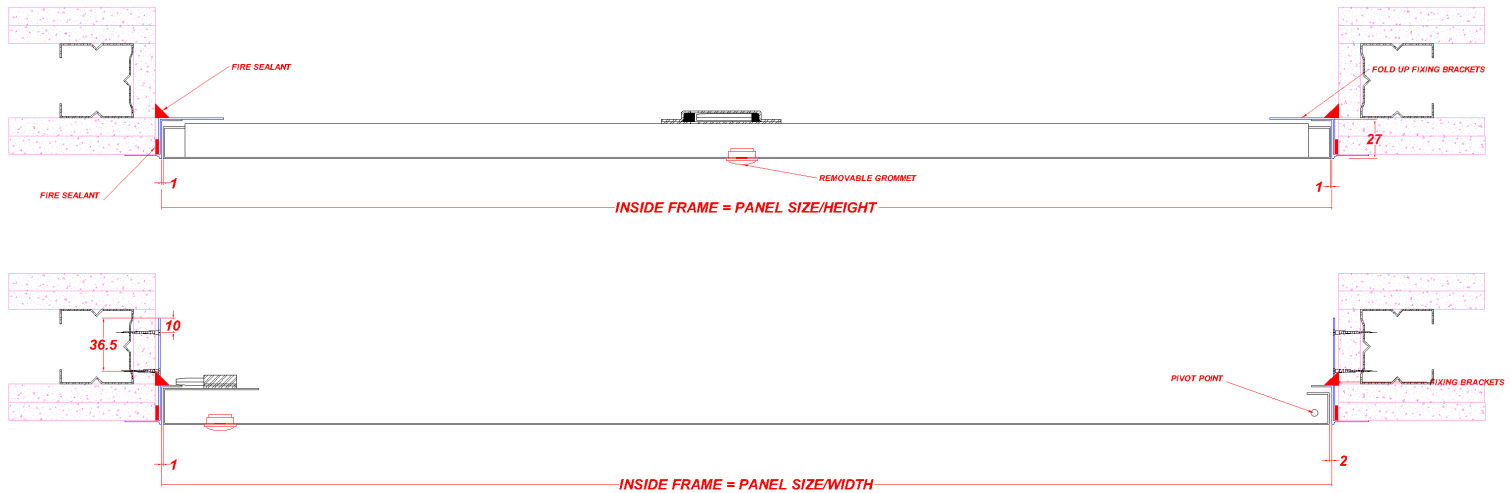 FIRE SEALANT
FOLD UP FIXING BRACKETS
27
REMOVABLE GROMMET
FIRE SEALANT
1
1
INSIDE FRAME = PANEL SIZE/HEIGHT
10
36.5
PIVOT POINT
FIXING BRACKETS
1
2
INSIDE FRAME = PANEL SIZE/WIDTH